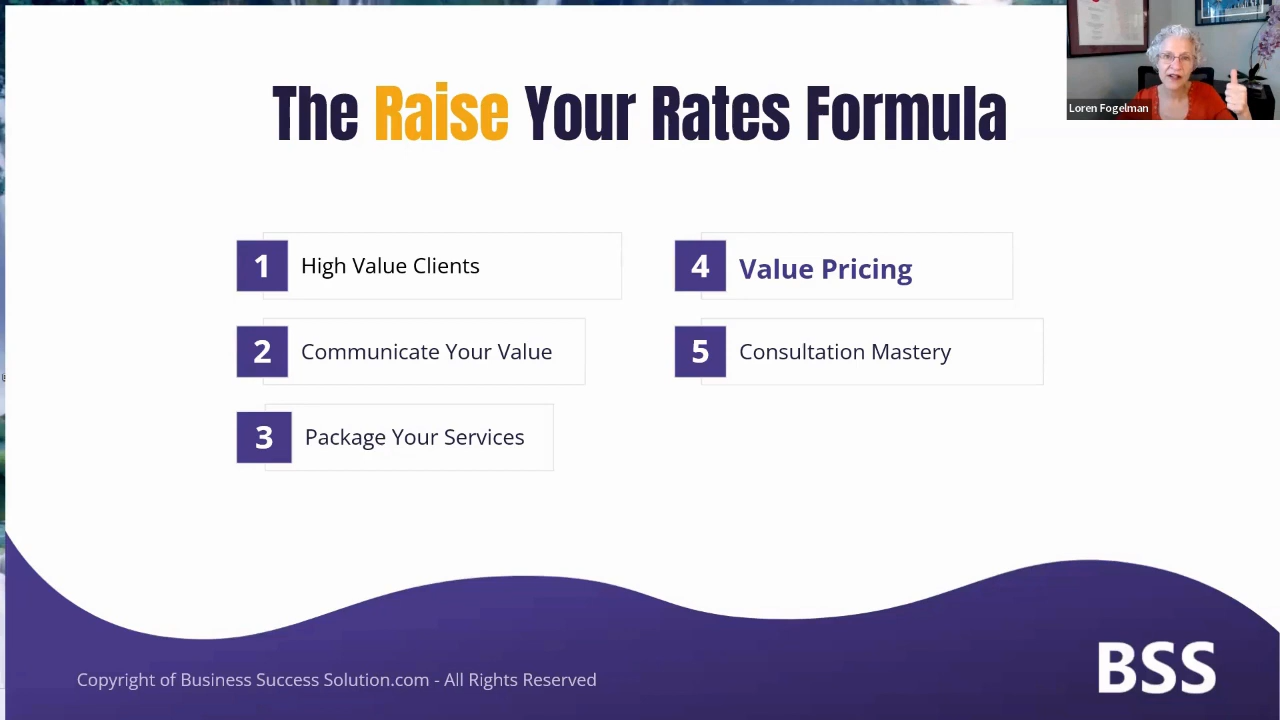 The Raise Your Rates Formula
Loren Fogelman
1 High Value Clients
2 Communicate Your Value
3 Package Your Services
4 Value Pricing
5 Consultation Mastery
Copyright of Business Success Solution.com - All Rights Reserved
BSS